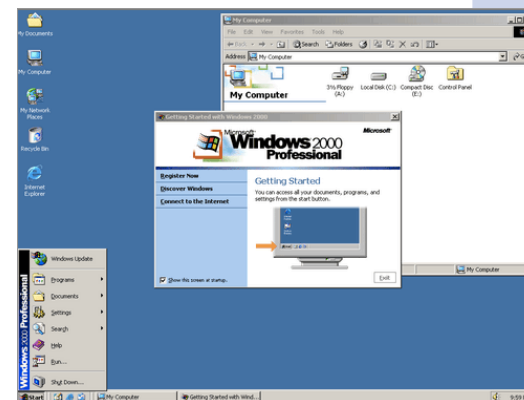 My Documents
My Computer
My Network
Places
Recycle Bin
Internet
Explorer
My Computer
File Edit View Favorites Tools Help
Search Folders
Address My Computer
My Computer
3½ Floppy
(A:)
Local Disk (C:)
Compact Disc
(E:)
Control Panel
My Computer
Getting Started with Windows 2000
Microsoft
Windows 2000
Professional
Microsoft
Register Now
Discover Windows
Connect to the Internet
Getting Started
You can access all your documents, programs, and
settings from the start button.
Show this screen at startup.
Exit
Windows 2000 Professional
Windows Update
Programs
Documents
Settings
Search
Help
Run...
Shut Down...
Start
My Computer
Getting Started with Wind...